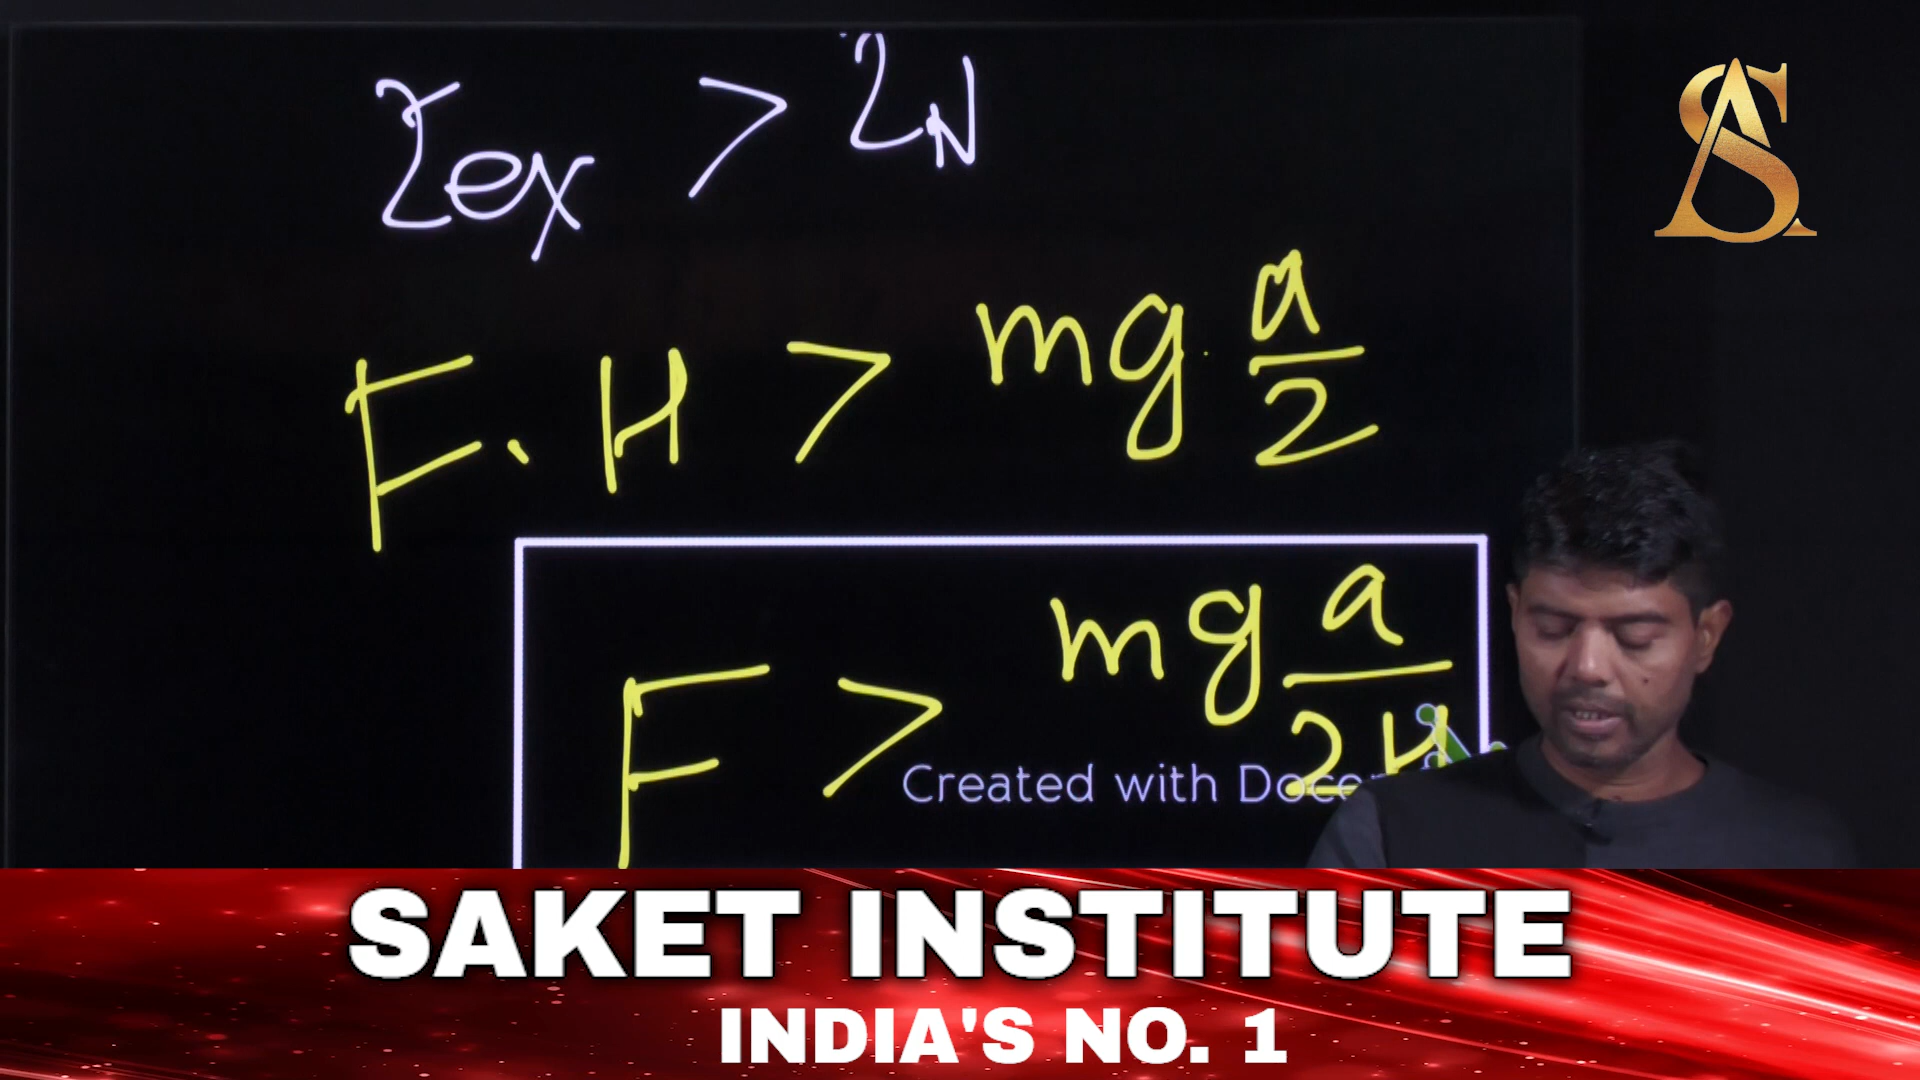 τex > τN
F. H > mg. a/2
F > mg a/2H
Created with Doce
SAKET INSTITUTE
INDIA'S NO. 1